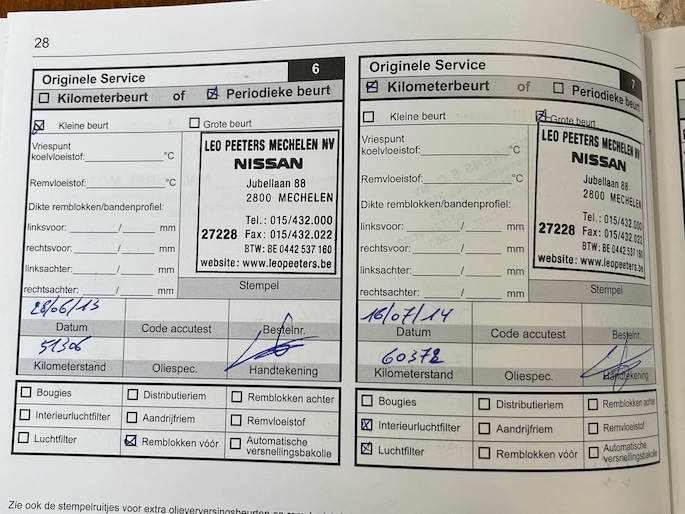 28
Originele Service 6
Kilometerbeurt of Periodieke beurt
Kleine beurt Grote beurt
Vriespunt
koelvloeistof: °C
Remvloeistof: °C
Dikte remblokken/bandenprofiel:
linksvoor: / mm
rechtsvoor: / mm
linksachter: / mm
rechtsachter: / mm
LEO PEETERS MECHELEN NV
NISSAN
Jubellaan 88
2800 MECHELEN
Tel.: 015/432.000
27228 Fax: 015/432.022
BTW: BE 0442 537 160
website: www.leopeeters.be
Stempel
28/06/13
Datum Code accutest Bestelnr.
51306
Kilometerstand Oliespec. Handtekening
Bougies Distributieriem Remblokken achter
Interieurluchtfilter Aandrijfriem Remvloeistof
Luchtfilter Remblokken vóór Automatische
versnellingsbakolie
Originele Service 7
Kilometerbeurt of Periodieke beurt
Kleine beurt Grote beurt
Vriespunt
koelvloeistof: °C
Remvloeistof: °C
Dikte remblokken/bandenprofiel:
linksvoor: / mm
rechtsvoor: / mm
linksachter: / mm
rechtsachter: / mm
LEO PEETERS MECHELEN NV
NISSAN
Jubellaan 88
2800 MECHELEN
Tel.: 015/432.000
27228 Fax: 015/432.022
BTW: BE 0442 537 160
website: www.leopeeters.be
Stempel
16/07/14
Datum Code accutest Bestelnr.
60372
Kilometerstand Oliespec. Handtekening
Bougies Distributieriem Remblokken achter
Interieurluchtfilter Aandrijfriem Remvloeistof
Luchtfilter Remblokken vóór Automatische
versnellingsbakolie
Zie ook de stempelruitjes voor extra olieverversingsbeurten